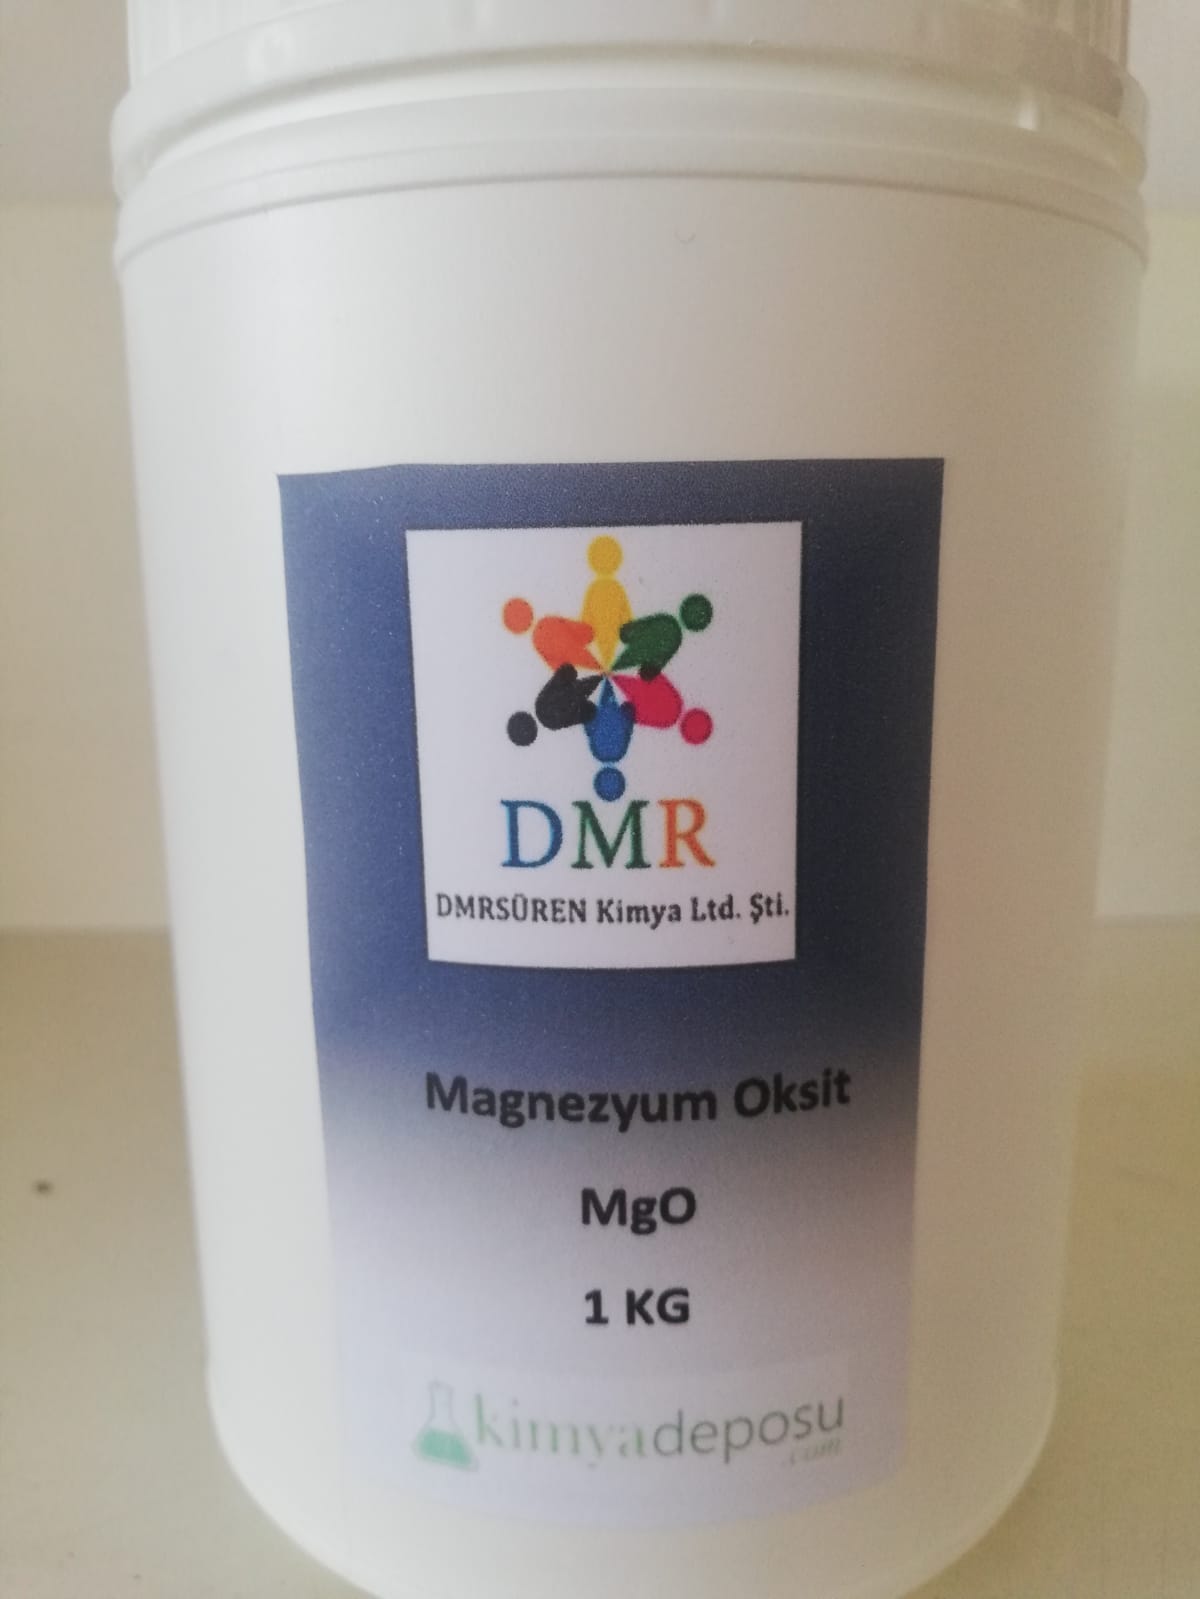 DMR
DMRSÜREN Kimya Ltd. Şti.
Magnezyum Oksit
MgO
1 KG
kimyadeposu
.com